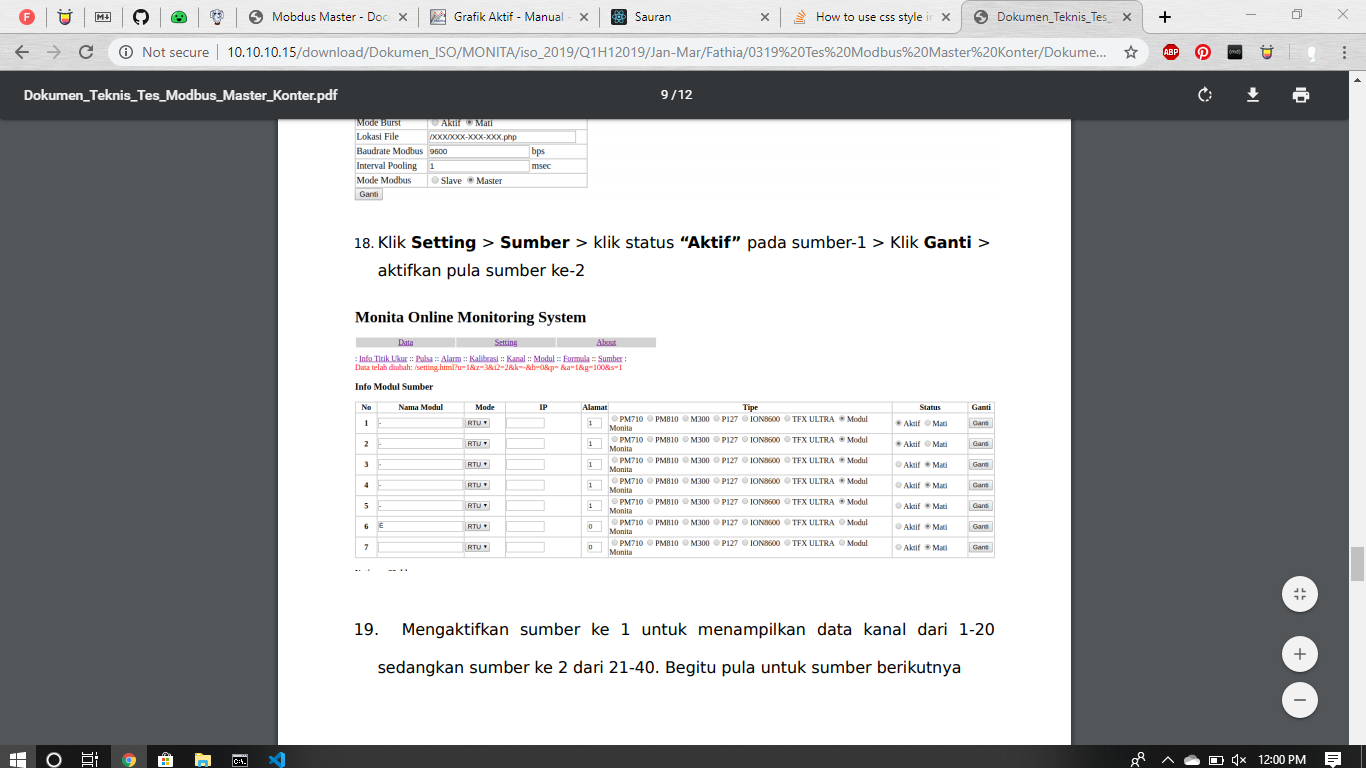 Mobdus Master - Doc
Grafik Aktif - Manual -
Sauran
How to use css style in
Dokumen_Teknis_Tes_
Not secure
10.10.10.15/download/Dokumen_ISO/MONITA/iso_2019/Q1H12019/Jan-Mar/Fathia/0319%20Tes%20Modbus%20Master%20Konter/Dokume...
ABP
Dokumen_Teknis_Tes_Modbus_Master_Konter.pdf
9 / 12
Mode Burst Aktif Mati
Lokasi File /XXX/XXX-XXX-XXX.php
Baudrate Modbus 9600 bps
Interval Pooling 1 msec
Mode Modbus Slave Master
Ganti
18. Klik Setting > Sumber > klik status “Aktif” pada sumber-1 > Klik Ganti >
aktifkan pula sumber ke-2
Monita Online Monitoring System
Data Setting About
: Info Titik Ukur :: Pulsa :: Alarm :: Kalibrasi :: Kanal :: Modul :: Formula :: Sumber :
Data telah diubah: /setting.html?u=1&z=3&i2=2&k=-&b=0&p= &a=1&g=100&s=1
Info Modul Sumber
No Nama Modul Mode IP Alamat Tipe Status Ganti
1 - RTU 1 PM710 PM810 M300 P127 ION8600 TFX ULTRA Modul Aktif Mati Ganti
Monita
2 - RTU 1 PM710 PM810 M300 P127 ION8600 TFX ULTRA Modul Aktif Mati Ganti
Monita
3 - RTU 1 PM710 PM810 M300 P127 ION8600 TFX ULTRA Modul Aktif Mati Ganti
Monita
4 - RTU 1 PM710 PM810 M300 P127 ION8600 TFX ULTRA Modul Aktif Mati Ganti
Monita
5 - RTU 1 PM710 PM810 M300 P127 ION8600 TFX ULTRA Modul Aktif Mati Ganti
Monita
6 É RTU 0 PM710 PM810 M300 P127 ION8600 TFX ULTRA Modul Aktif Mati Ganti
Monita
7 RTU 0 PM710 PM810 M300 P127 ION8600 TFX ULTRA Modul Aktif Mati Ganti
Monita
19. Mengaktifkan sumber ke 1 untuk menampilkan data kanal dari 1-20
sedangkan sumber ke 2 dari 21-40. Begitu pula untuk sumber berikutnya
12:00 PM